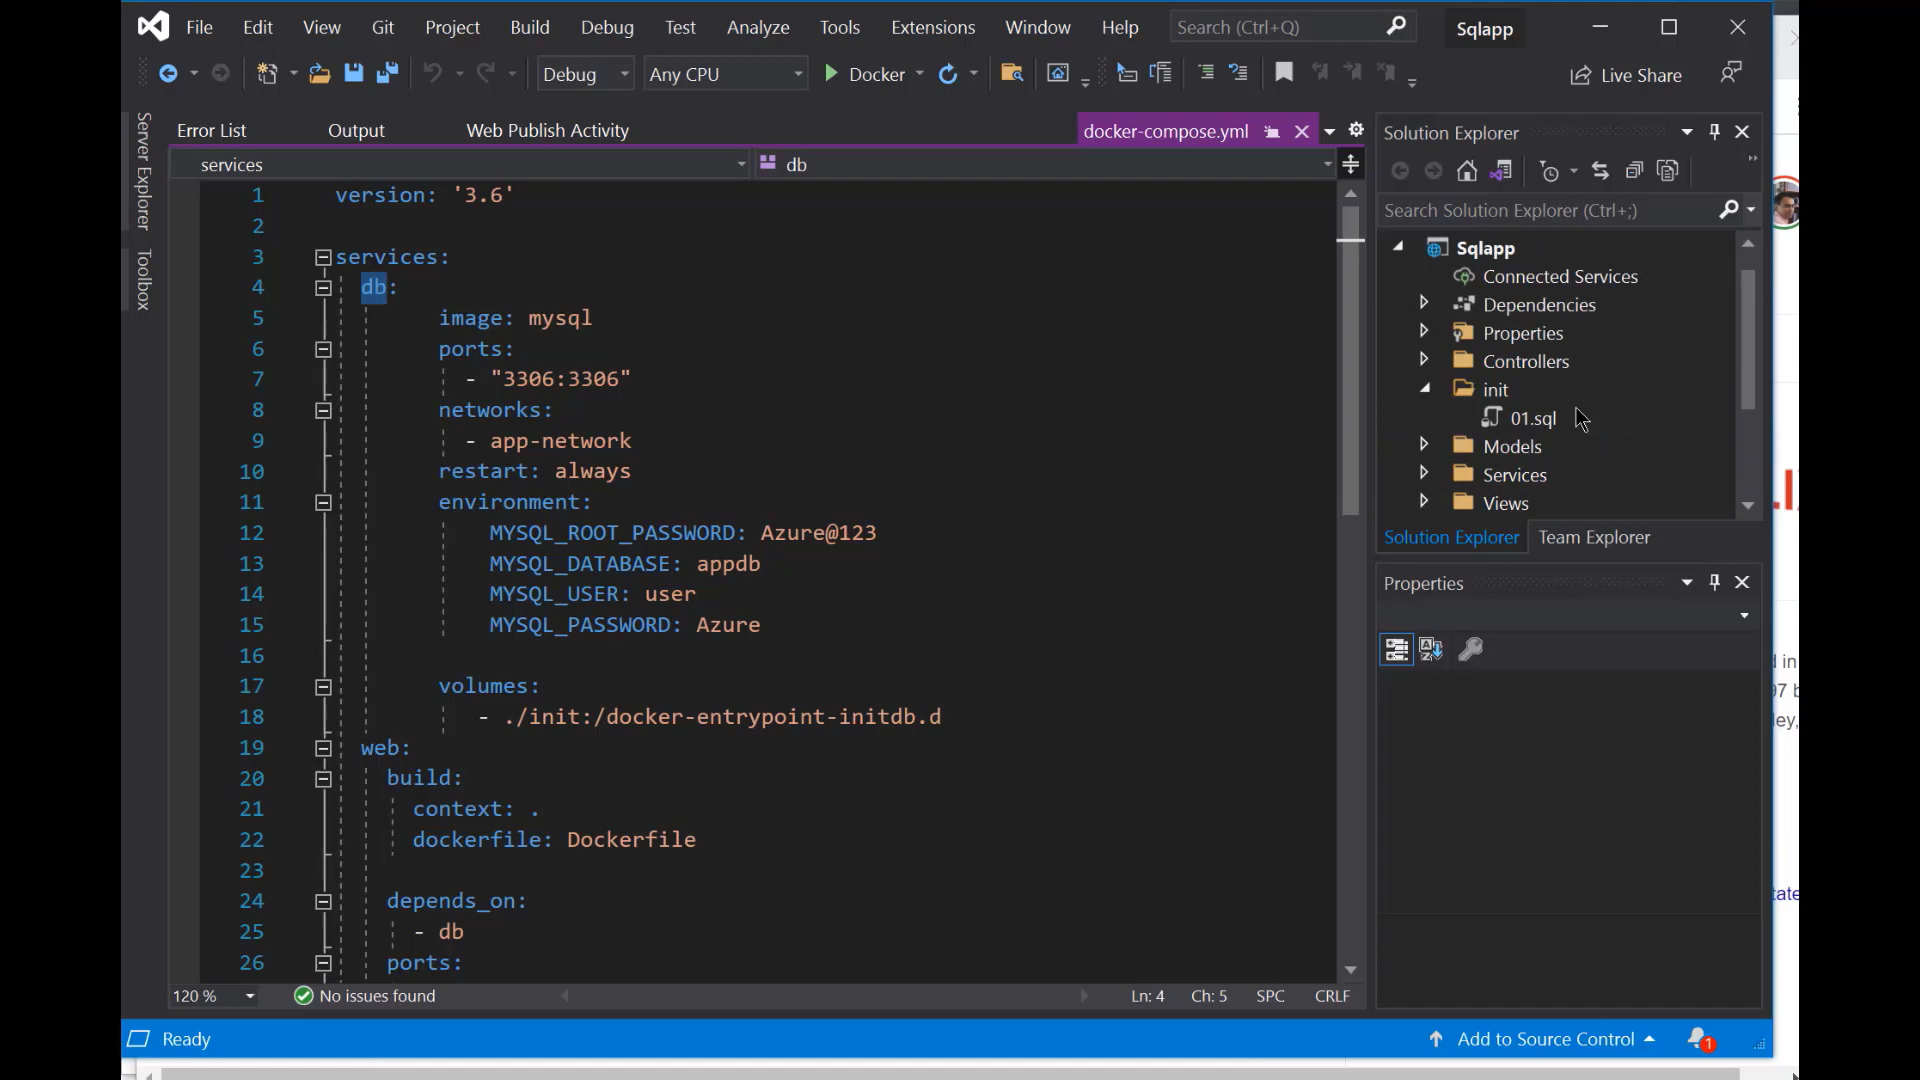 File Edit View Git Project Build Debug Test Analyze Tools Extensions Window Help Search (Ctrl+Q) Sqlapp
Debug Any CPU Docker Live Share
Server Explorer
Toolbox
Error List Output Web Publish Activity docker-compose.yml
services db
1 version: '3.6'
2
3 services:
4 db:
5 image: mysql
6 ports:
7 - "3306:3306"
8 networks:
9 - app-network
10 restart: always
11 environment:
12 MYSQL_ROOT_PASSWORD: Azure@123
13 MYSQL_DATABASE: appdb
14 MYSQL_USER: user
15 MYSQL_PASSWORD: Azure
16
17 volumes:
18 - ./init:/docker-entrypoint-initdb.d
19 web:
20 build:
21 context: .
22 dockerfile: Dockerfile
23
24 depends_on:
25 - db
26 ports:
120 % No issues found Ln: 4 Ch: 5 SPC CRLF
Solution Explorer
Search Solution Explorer (Ctrl+;)
Sqlapp
Connected Services
Dependencies
Properties
Controllers
init
01.sql
Models
Services
Views
Solution Explorer Team Explorer
Properties
Ready Add to Source Control 1